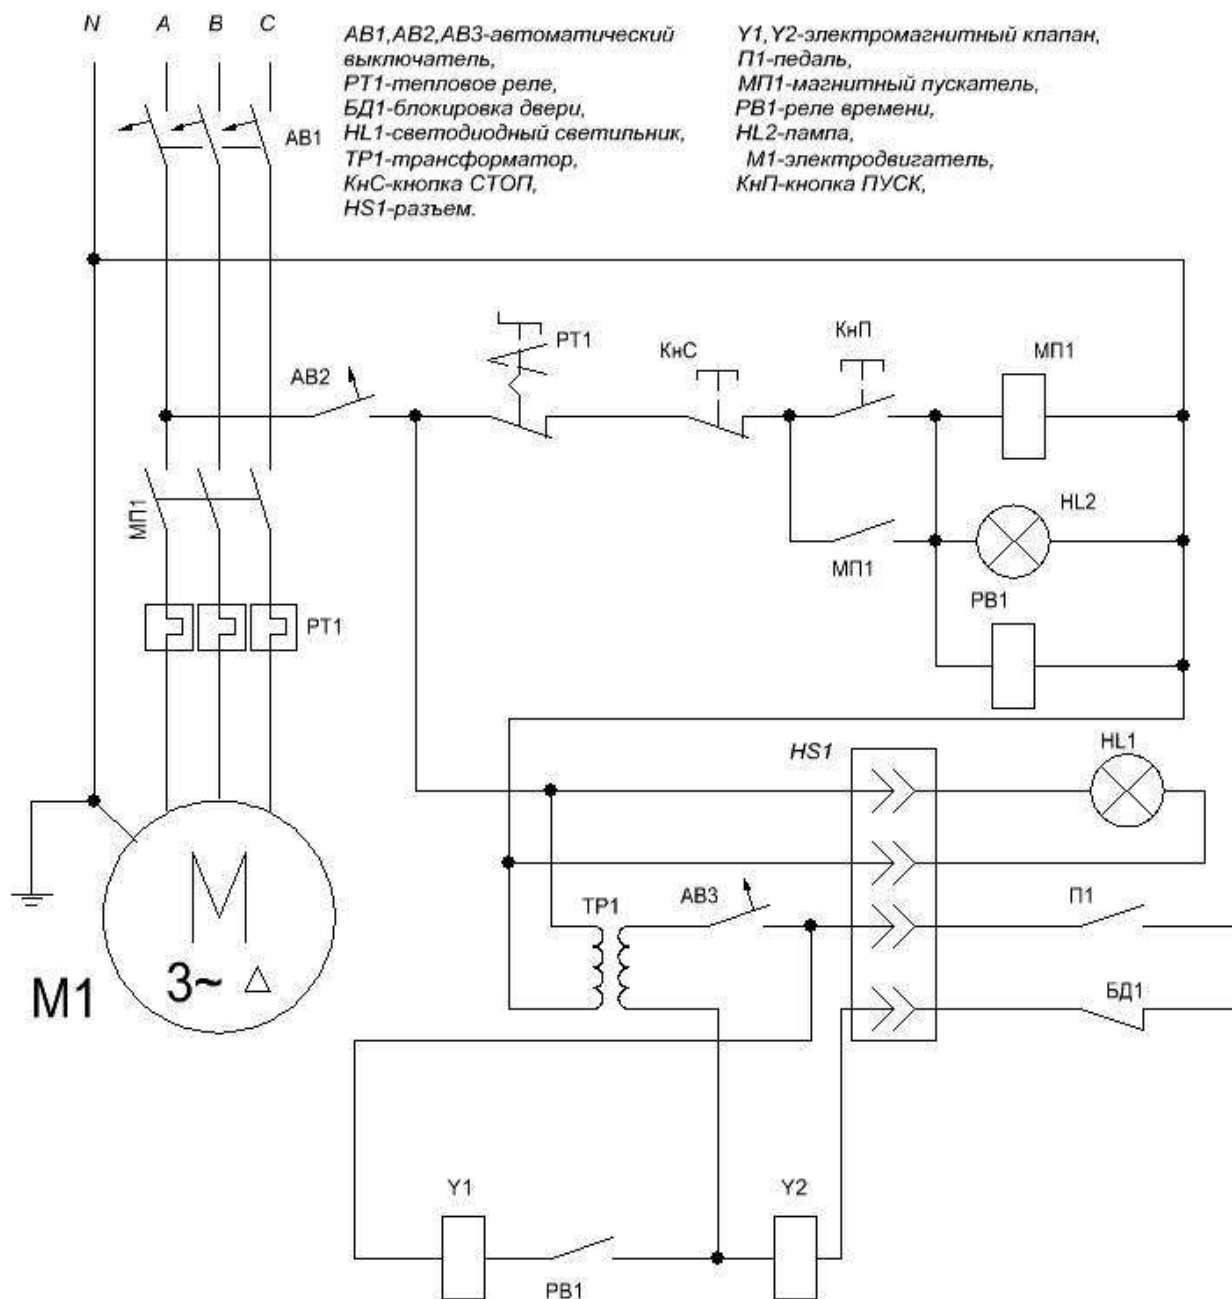 N A B C
АВ1,АВ2,АВ3-автоматический
выключатель,
РТ1-тепловое реле,
БД1-блокировка двери,
HL1-светодиодный светильник,
ТР1-трансформатор,
КнС-кнопка СТОП,
HS1-разъем.
Y1,Y2-электромагнитный клапан,
П1-педаль,
МП1-магнитный пускатель,
РВ1-реле времени,
HL2-лампа,
М1-электродвигатель,
КнП-кнопка ПУСК,
АВ1
АВ2
РТ1
КнС
КнП
МП1
МП1
HL2
МП1
РВ1
РТ1
HS1
HL1
ТР1
АВ3
П1
БД1
М
3~
М1
Y1
Y2
РВ1